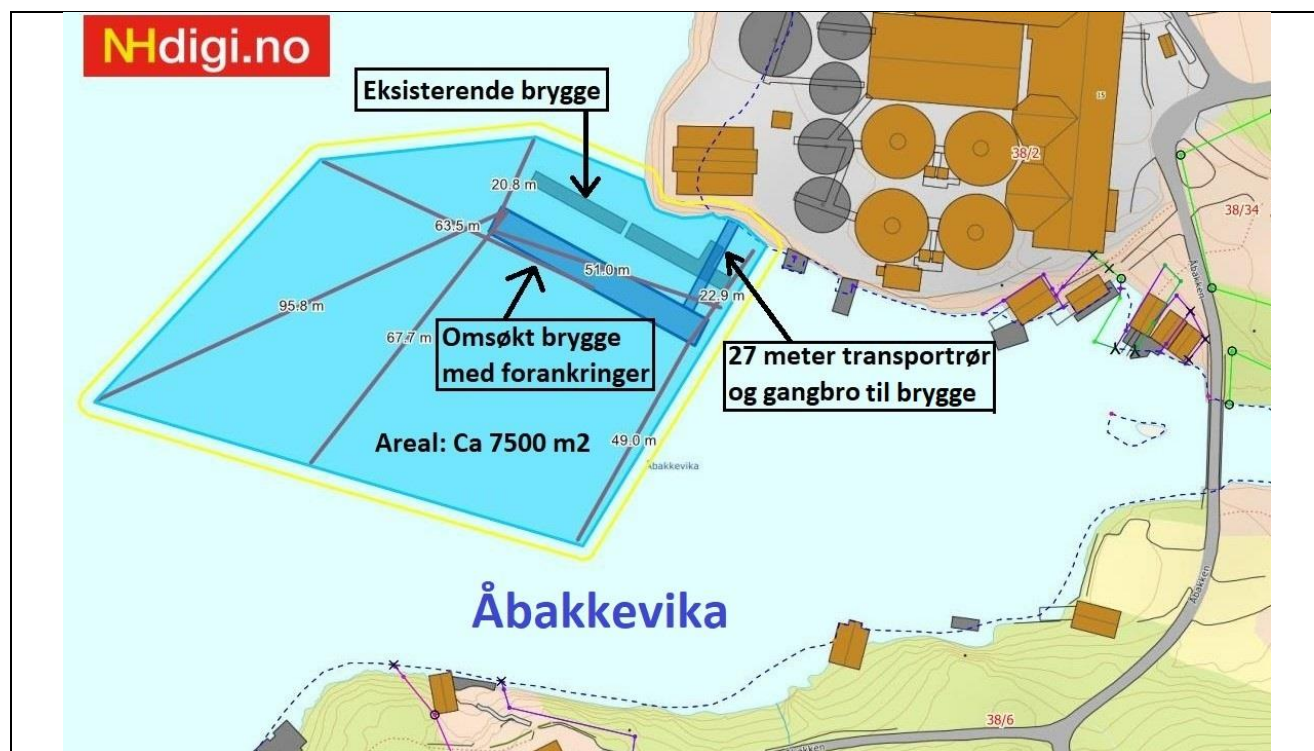 NHdigi.no
Eksisterende brygge
15
38/2
38/34
20.8 m
63.5 m
51.0 m
22.9 m
95.8 m
67.7 m
Omsøkt brygge
med forankringer
27 meter transportrør
og gangbro til brygge
Åbakken
Areal: Ca 7500 m2
49.0 m
Åbakkevika
Åbakkevika
Åbakken
38/6
Åbakken